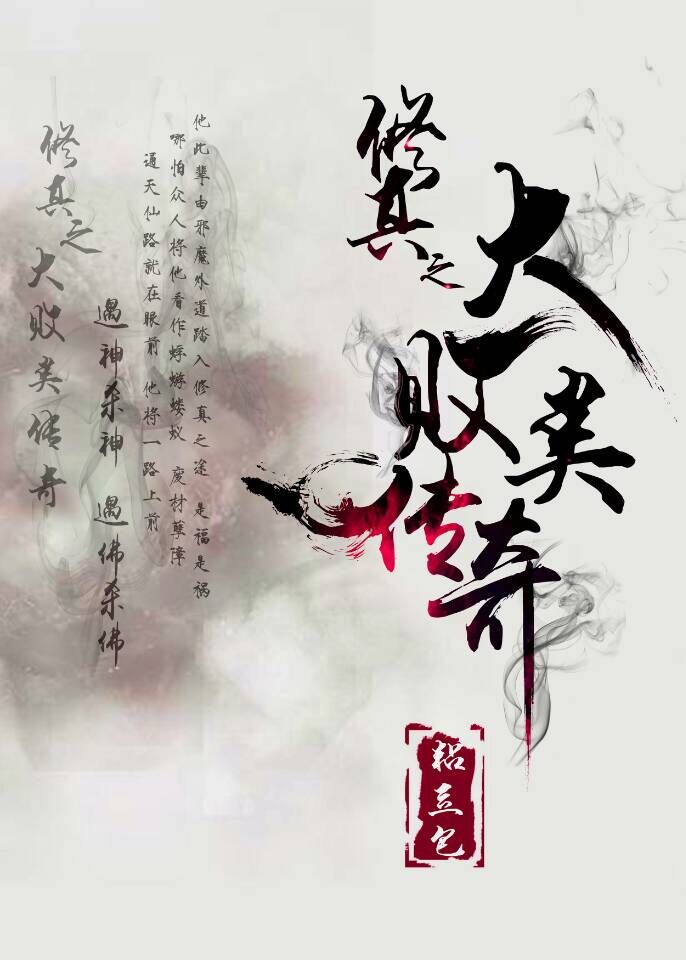 修真之
大败类
传奇
粘豆包
他此辈由邪魔外道踏入修真之途 是福是祸
哪怕众人将他看作蜉蝣蝼蚁 废材孽障
通天仙路就在眼前 他将一路上前
遇神杀神 遇佛杀佛
修真之大败类传奇